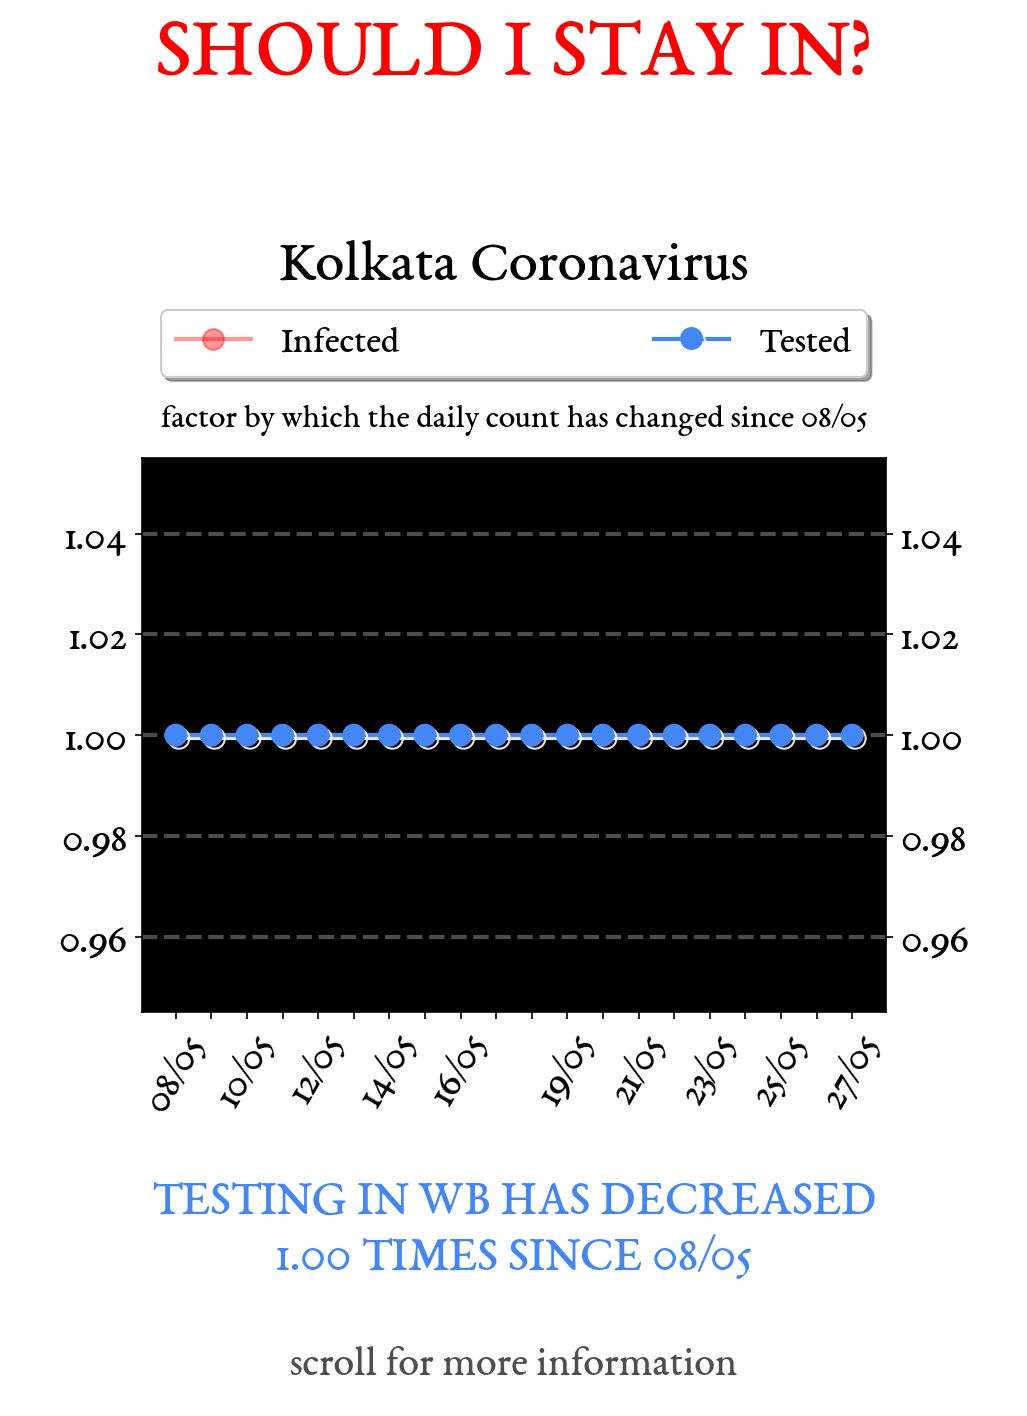 SHOULD I STAY IN?
Kolkata Coronavirus
Infected Tested
factor by which the daily count has changed since 08/05
1.04 1.04
1.02 1.02
1.00 1.00
0.98 0.98
0.96 0.96
08/05 10/05 12/05 14/05 16/05 19/05 21/05 23/05 25/05 27/05
TESTING IN WB HAS DECREASED
1.00 TIMES SINCE 08/05
scroll for more information